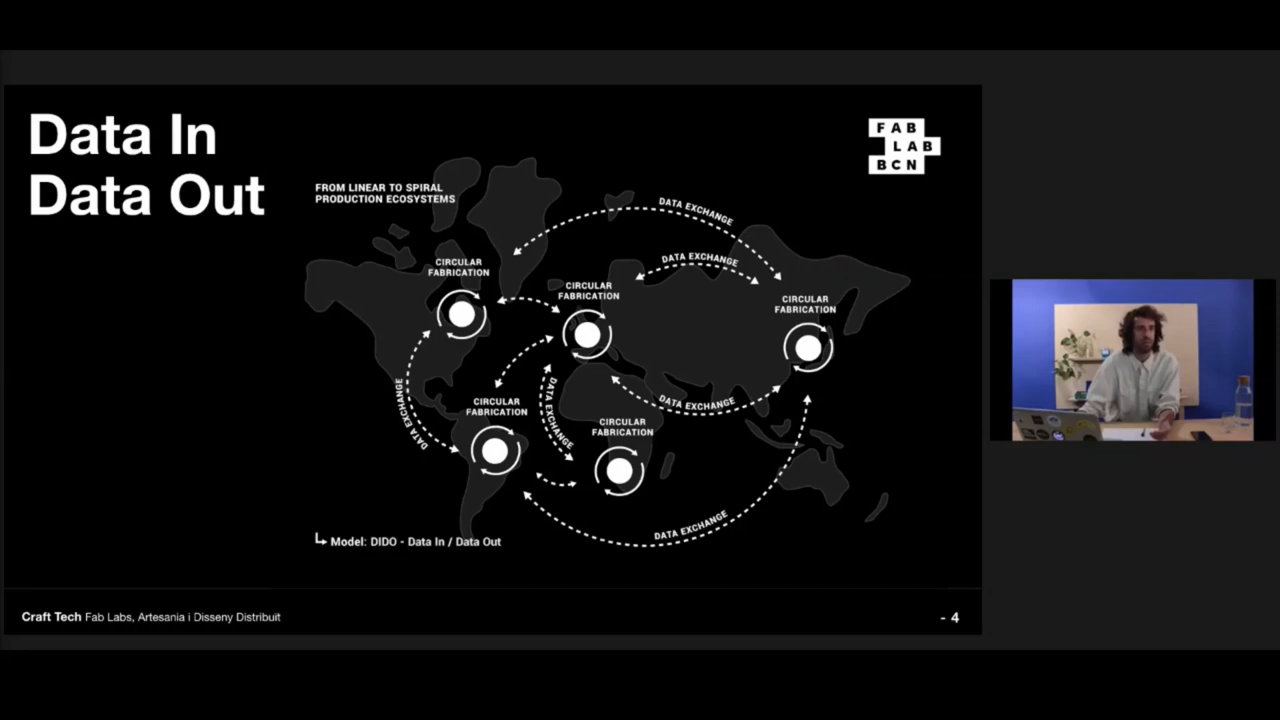 Data In
Data Out
FAB
LAB
BCN
FROM LINEAR TO SPIRAL
PRODUCTION ECOSYSTEMS
DATA EXCHANGE
DATA EXCHANGE
CIRCULAR
FABRICATION
CIRCULAR
FABRICATION
CIRCULAR
FABRICATION
DATA EXCHANGE
DATA EXCHANGE
DATA EXCHANGE
CIRCULAR
FABRICATION
CIRCULAR
FABRICATION
DATA EXCHANGE
Model: DIDO - Data In / Data Out
Craft Tech Fab Labs, Artesania i Disseny Distribuït
- 4